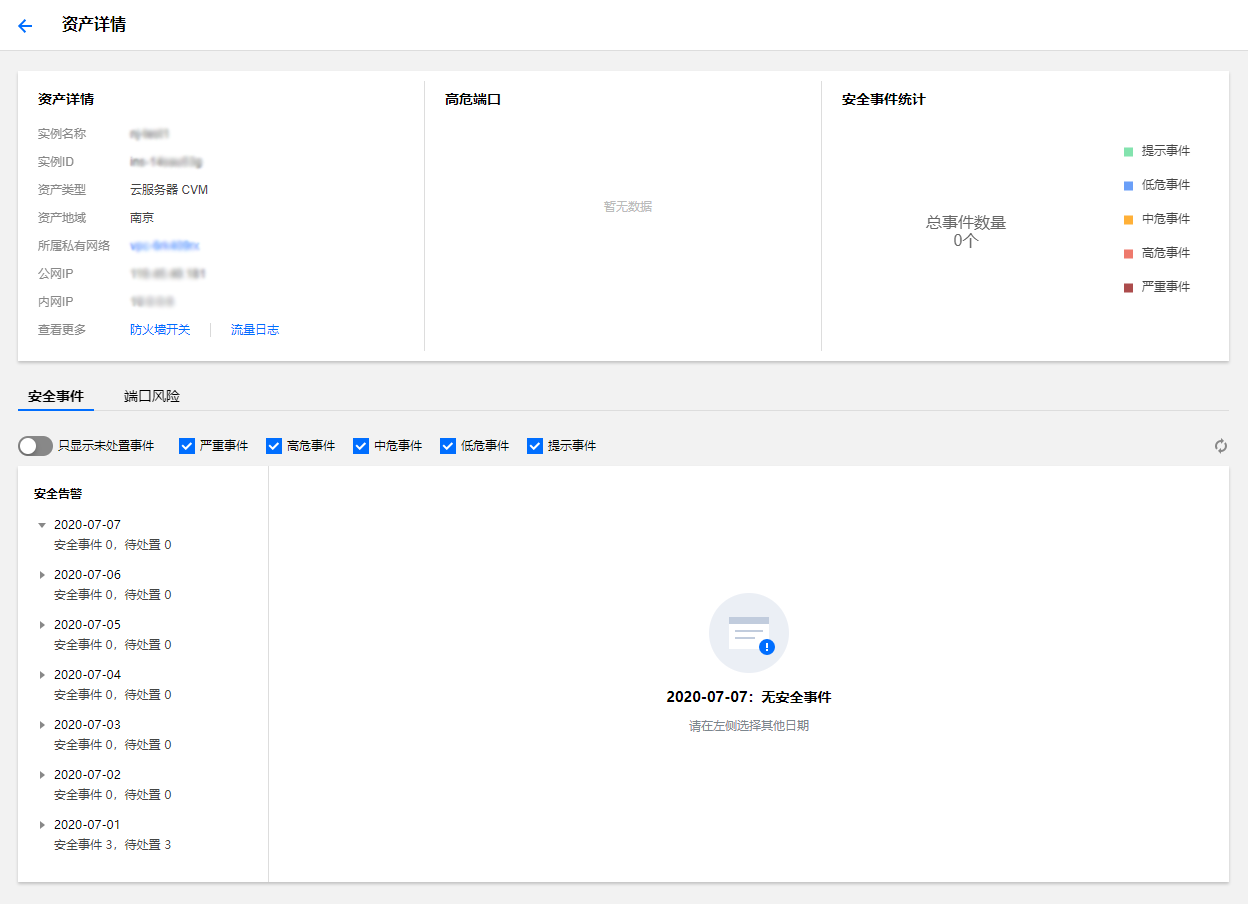 资产详情
资产详情
实例名称
实例ID
资产类型 云服务器 CVM
资产地域 南京
所属私有网络
公网IP
内网IP
查看更多 防火墙开关 流量日志
高危端口
暂无数据
安全事件统计
总事件数量
0个
提示事件
低危事件
中危事件
高危事件
严重事件
安全事件 端口风险
只显示未处置事件 严重事件 高危事件 中危事件 低危事件 提示事件
安全告警
2020-07-07
安全事件 0，待处置 0
2020-07-06
安全事件 0，待处置 0
2020-07-05
安全事件 0，待处置 0
2020-07-04
安全事件 0，待处置 0
2020-07-03
安全事件 0，待处置 0
2020-07-02
安全事件 0，待处置 0
2020-07-01
安全事件 3，待处置 3
2020-07-07：无安全事件
请在左侧选择其他日期